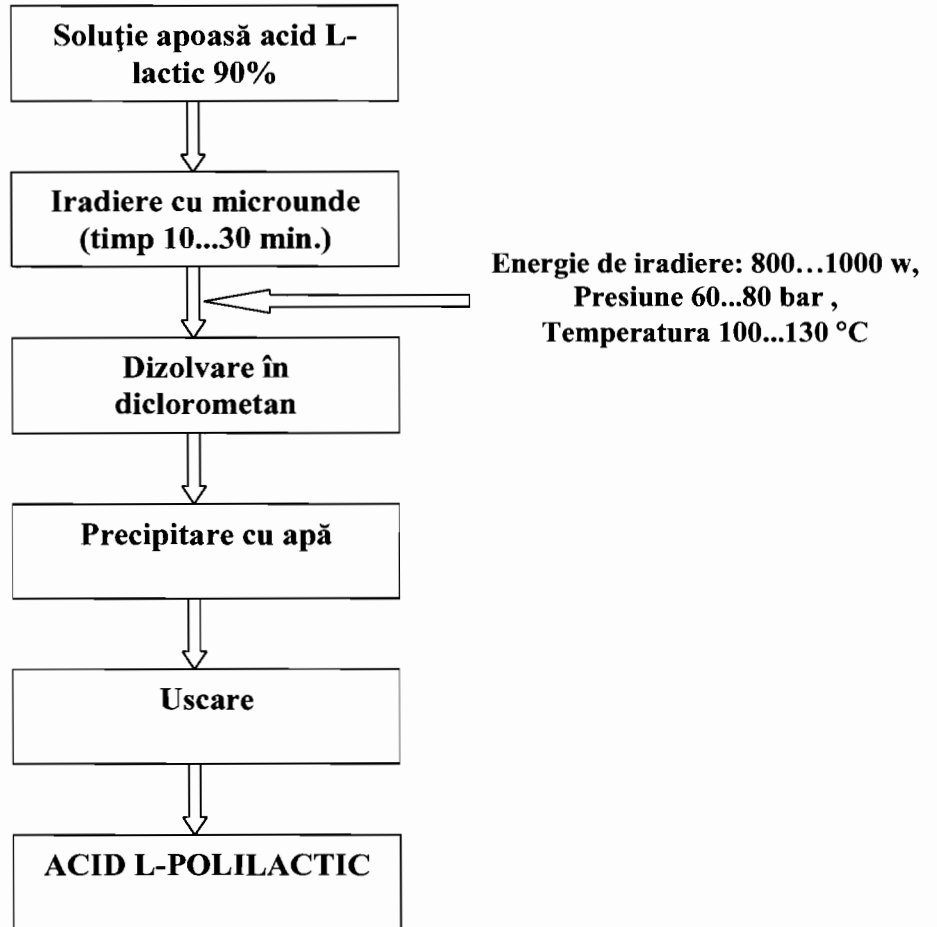 Soluţie apoasă acid L-
lactic 90%
Iradiere cu microunde
(timp 10...30 min.)
Energie de iradiere: 800…1000 w,
Presiune 60...80 bar ,
Temperatura 100...130 °C
Dizolvare în
diclorometan
Precipitare cu apă
Uscare
ACID L-POLILACTIC